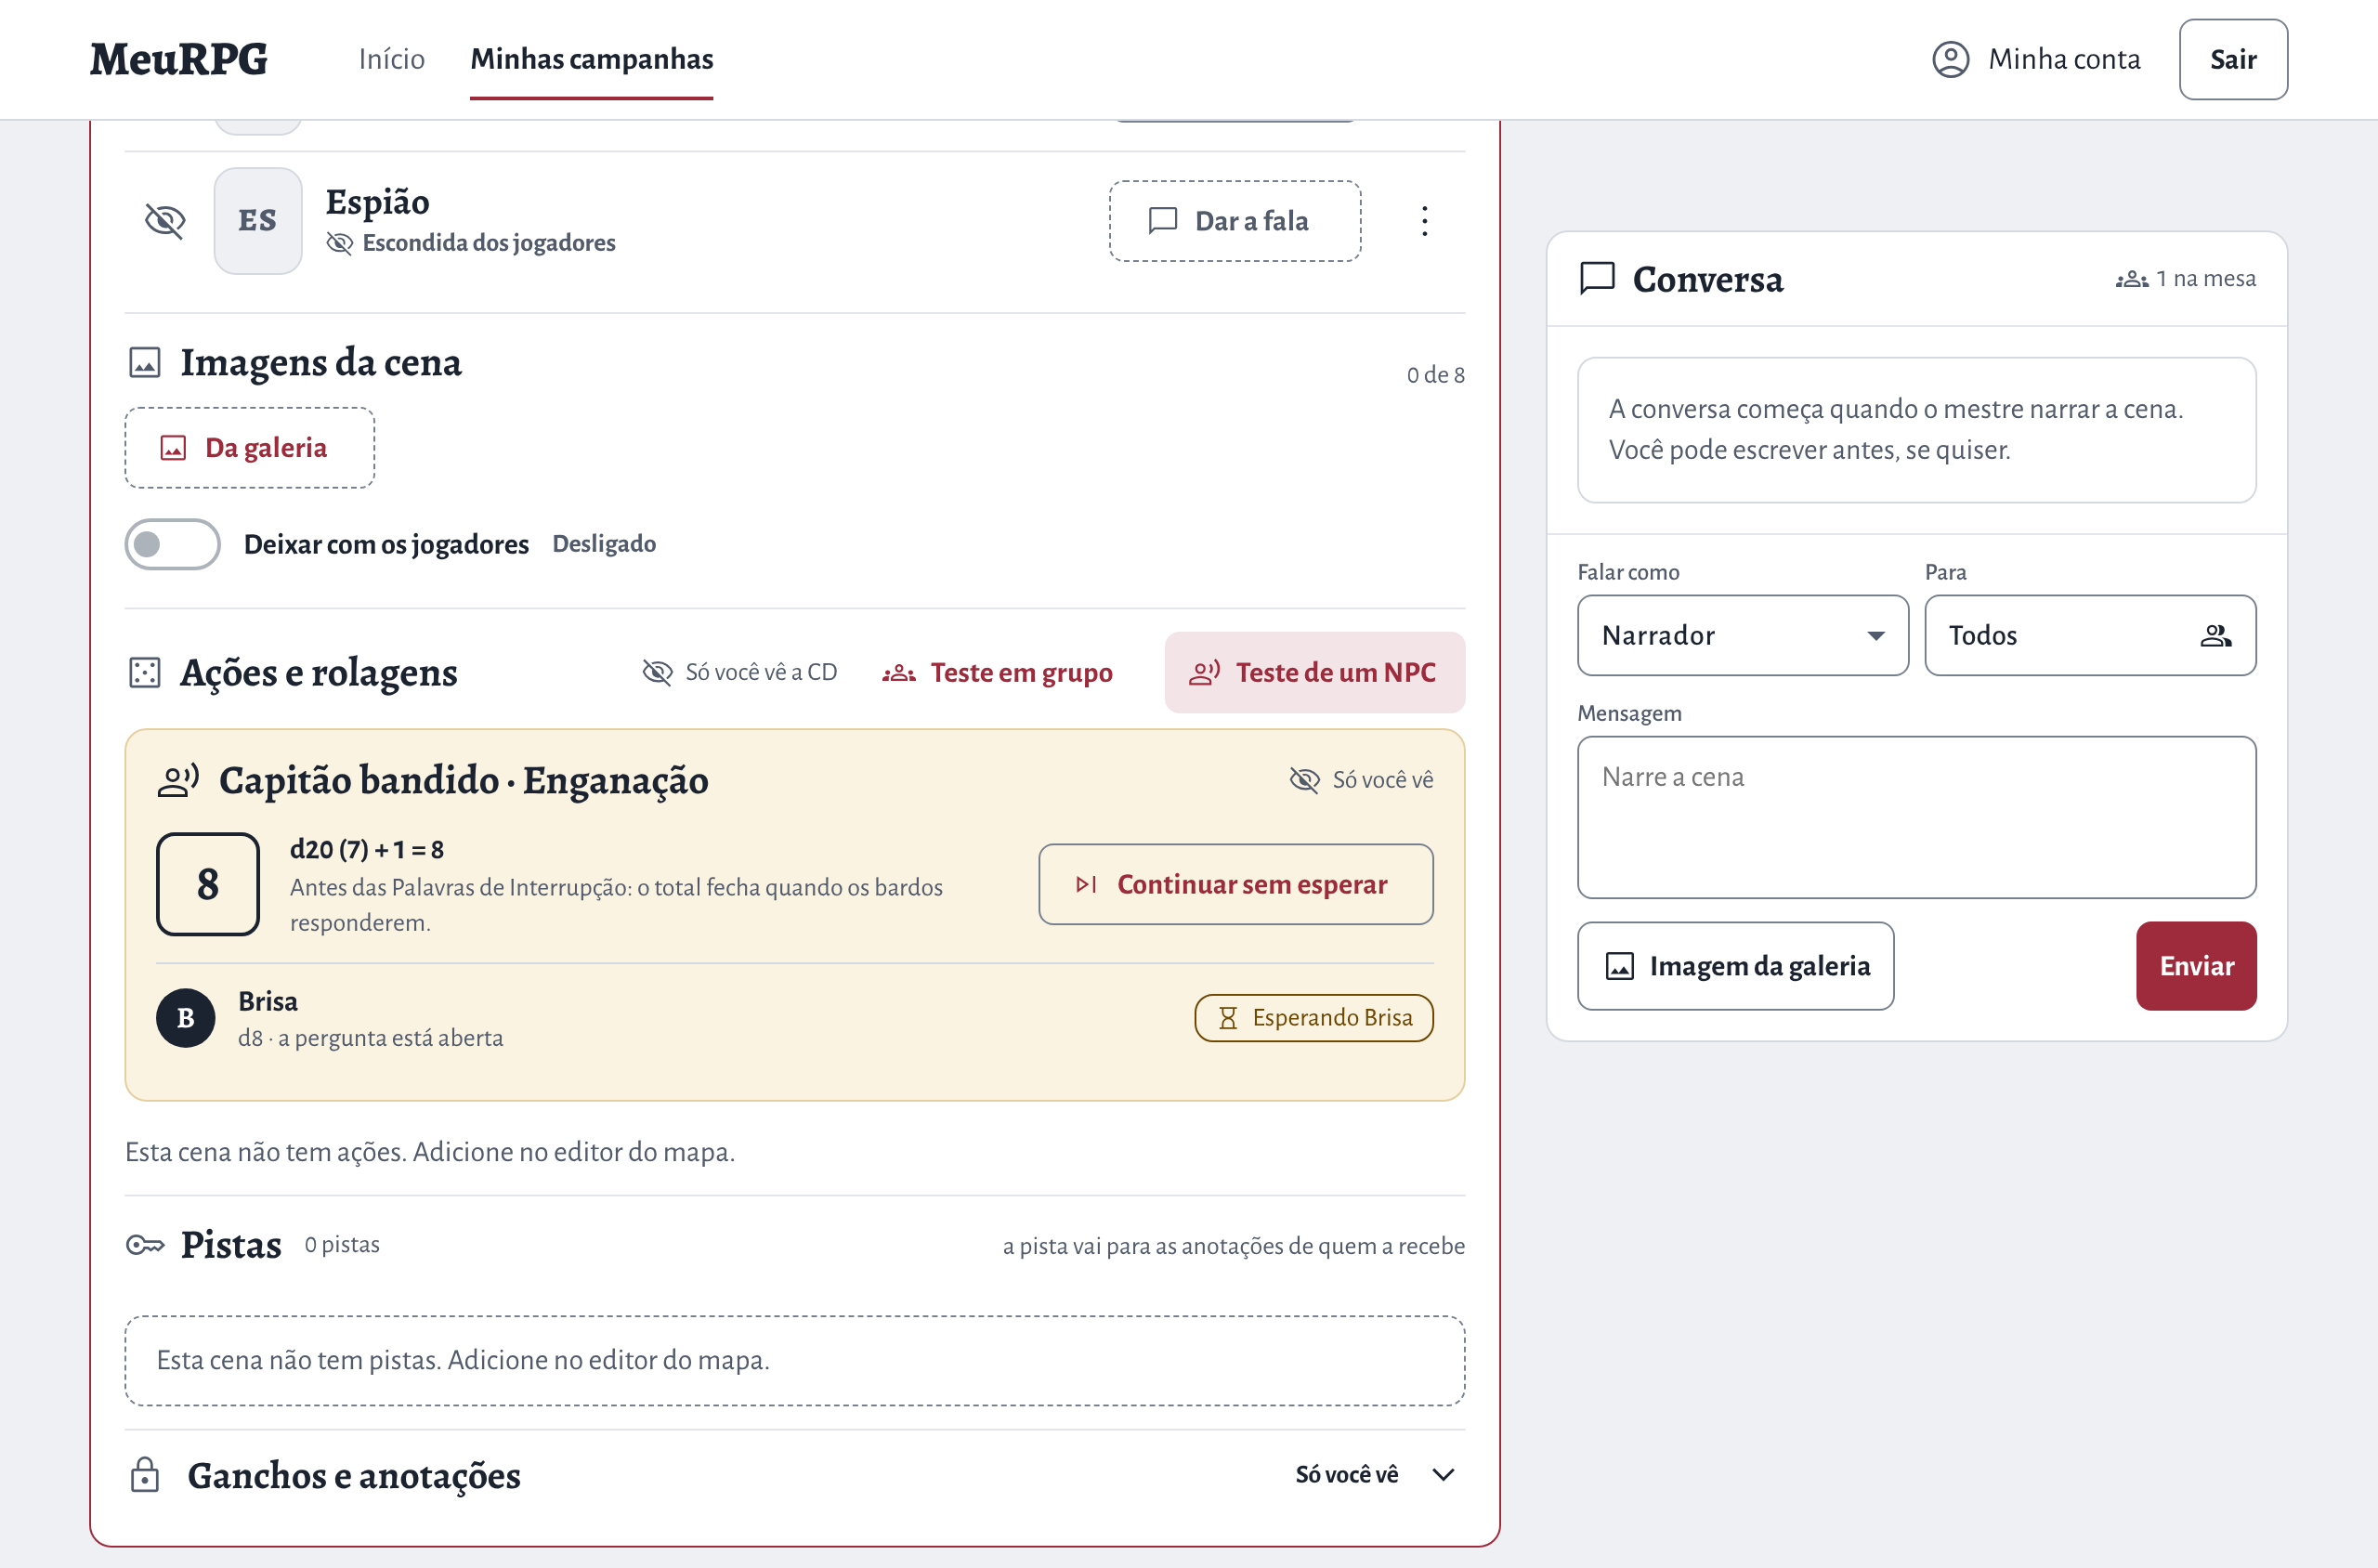 MeuRPG
Início
Minhas campanhas
Minha conta
Sair
ES
Espião
Escondida dos jogadores
Dar a fala
Imagens da cena
0 de 8
Da galeria
Deixar com os jogadores
Desligado
Ações e rolagens
Só você vê a CD
Teste em grupo
Teste de um NPC
Capitão bandido · Enganação
Só você vê
8
d20 (7) + 1 = 8
Antes das Palavras de Interrupção: o total fecha quando os bardos
responderem.
Continuar sem esperar
B
Brisa
d8 · a pergunta está aberta
Esperando Brisa
Esta cena não tem ações. Adicione no editor do mapa.
Pistas
0 pistas
a pista vai para as anotações de quem a recebe
Esta cena não tem pistas. Adicione no editor do mapa.
Ganchos e anotações
Só você vê
Conversa
1 na mesa
A conversa começa quando o mestre narrar a cena.
Você pode escrever antes, se quiser.
Falar como
Para
Narrador
Todos
Mensagem
Narre a cena
Imagem da galeria
Enviar